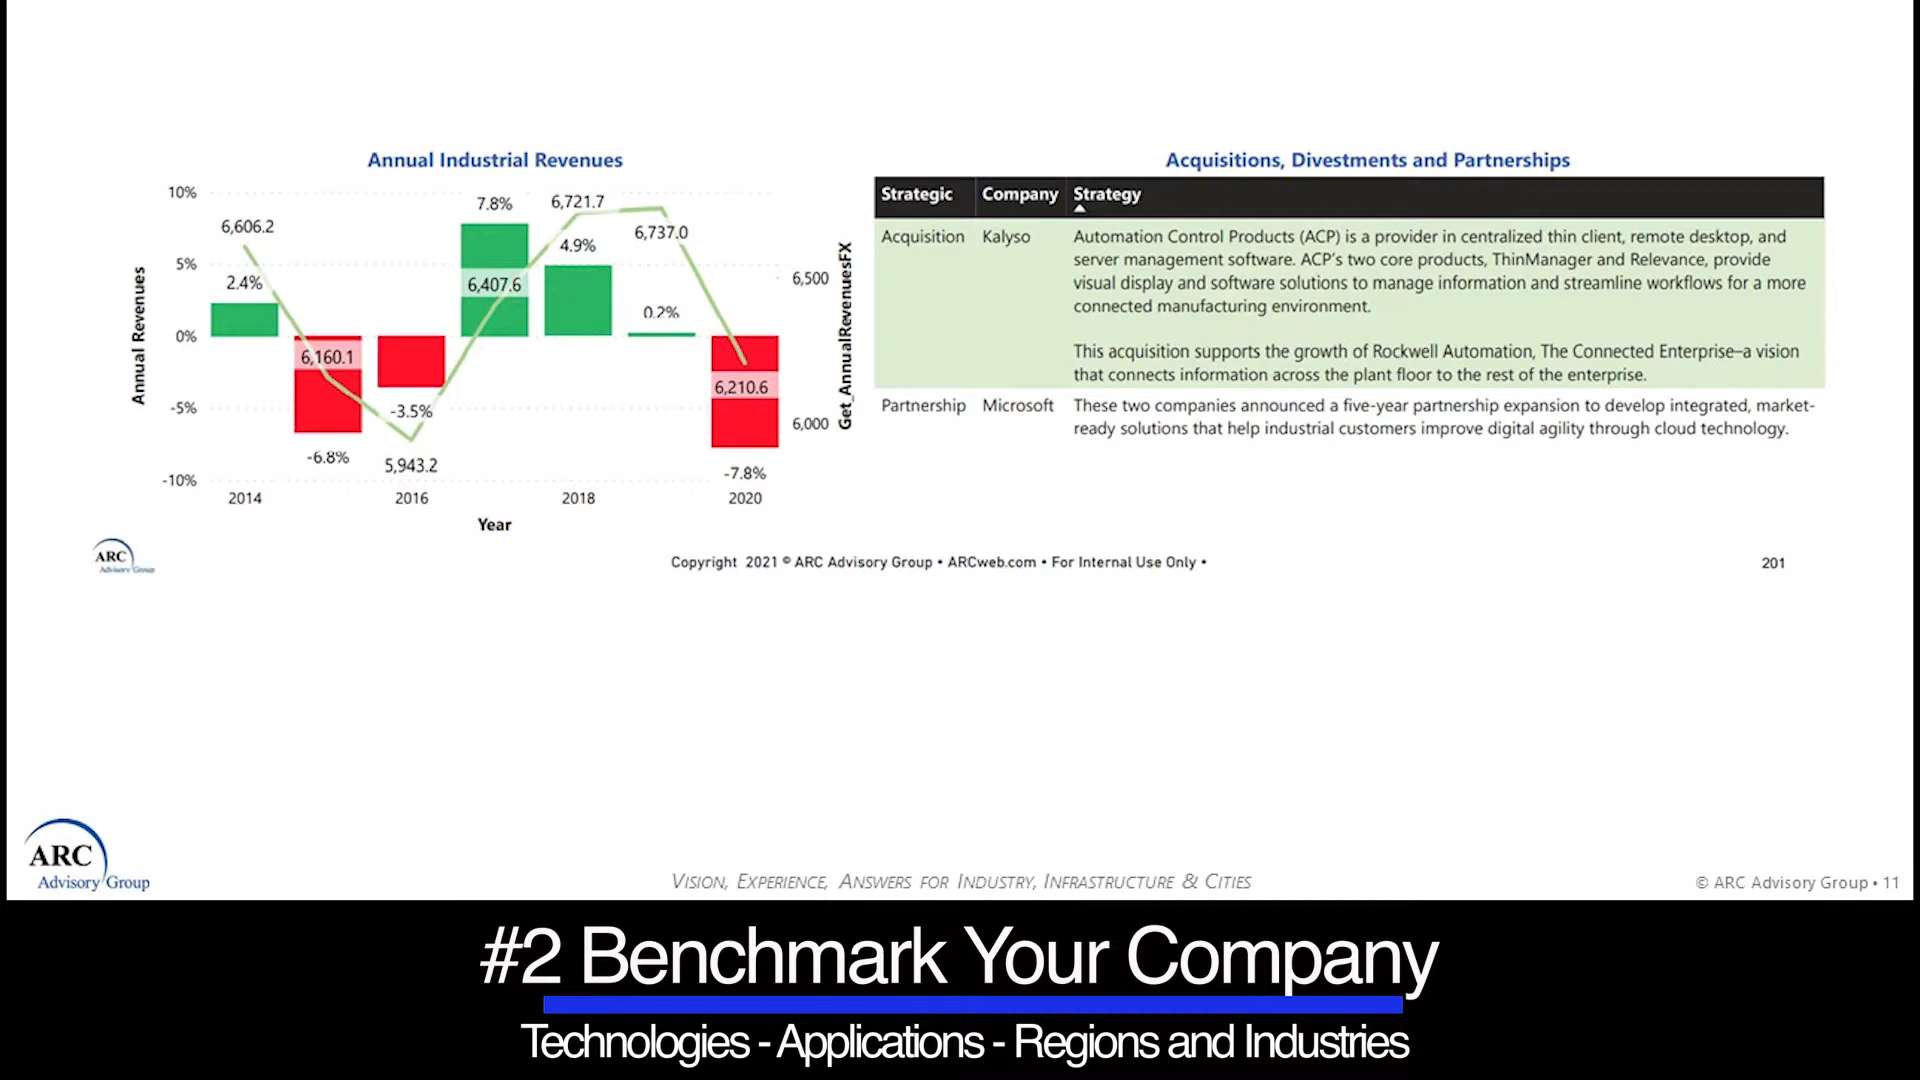 Annual Industrial Revenues
10%
5%
0%
-5%
-10%
Annual Revenues
6,606.2
2.4%
6,160.1
-6.8%
-3.5%
5,943.2
7.8%
6,407.6
6,721.7
4.9%
6,737.0
0.2%
6,210.6
-7.8%
6,500
6,000
Get_AnnualRevenuesFX
2014
2016
2018
2020
Year
Acquisitions, Divestments and Partnerships
Strategic Company Strategy
Acquisition Kalyso Automation Control Products (ACP) is a provider in centralized thin client, remote desktop, and
server management software. ACP's two core products, ThinManager and Relevance, provide
visual display and software solutions to manage information and streamline workflows for a more
connected manufacturing environment.
This acquisition supports the growth of Rockwell Automation, The Connected Enterprise–a vision
that connects information across the plant floor to the rest of the enterprise.
Partnership Microsoft These two companies announced a five-year partnership expansion to develop integrated, market-
ready solutions that help industrial customers improve digital agility through cloud technology.
ARC
Advisory Group
Copyright 2021 © ARC Advisory Group • ARCweb.com • For Internal Use Only •
201
ARC
Advisory Group
VISION, EXPERIENCE, ANSWERS FOR INDUSTRY, INFRASTRUCTURE & CITIES
© ARC Advisory Group • 11
#2 Benchmark Your Company
Technologies - Applications - Regions and Industries